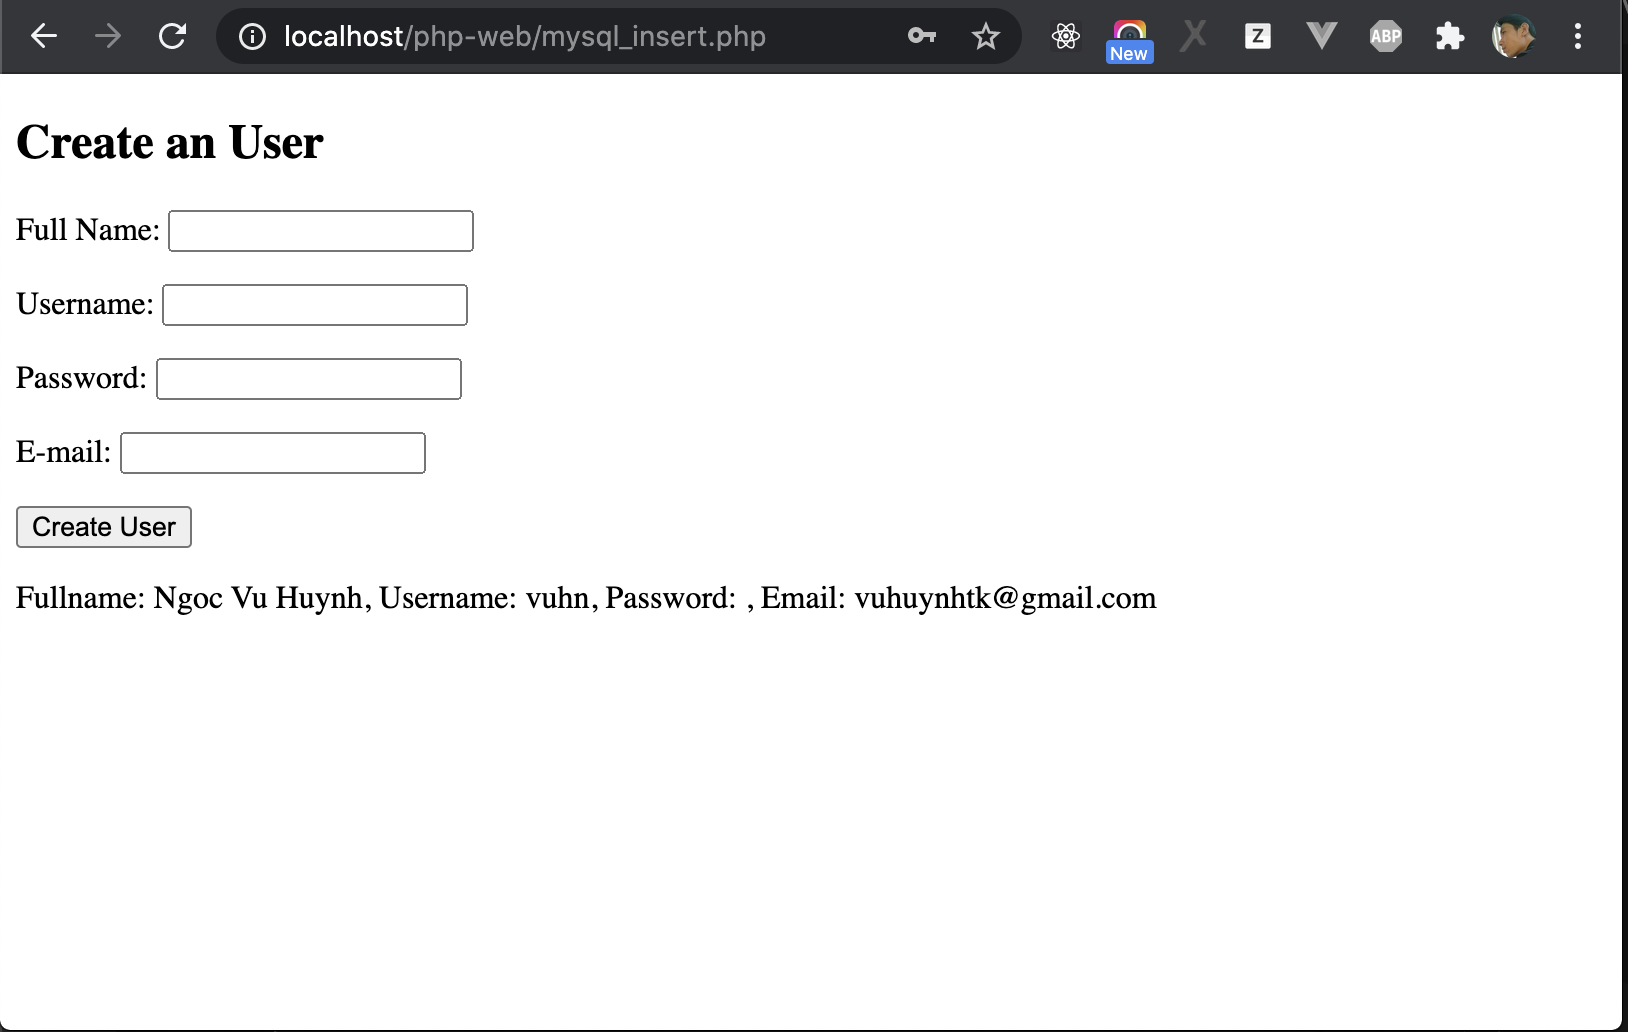 localhost/php-web/mysql_insert.php
New
Z
ABP
Create an User
Full Name:
Username:
Password:
E-mail:
Create User
Fullname: Ngoc Vu Huynh, Username: vuhn, Password: , Email: vuhuynhtk@gmail.com